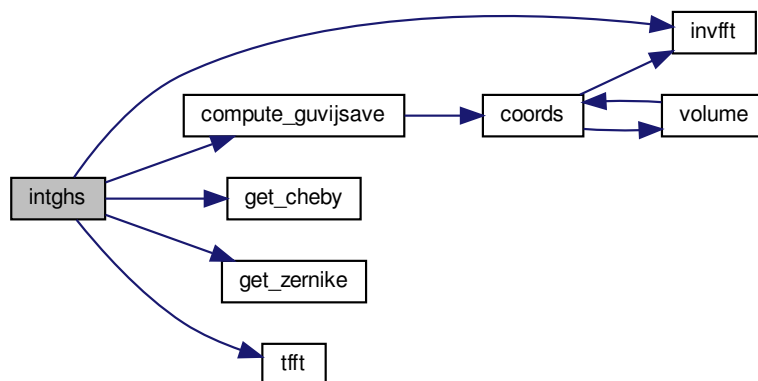 invfft
compute_guvijsave
coords
volume
intghs
get_cheby
get_zernike
tfft